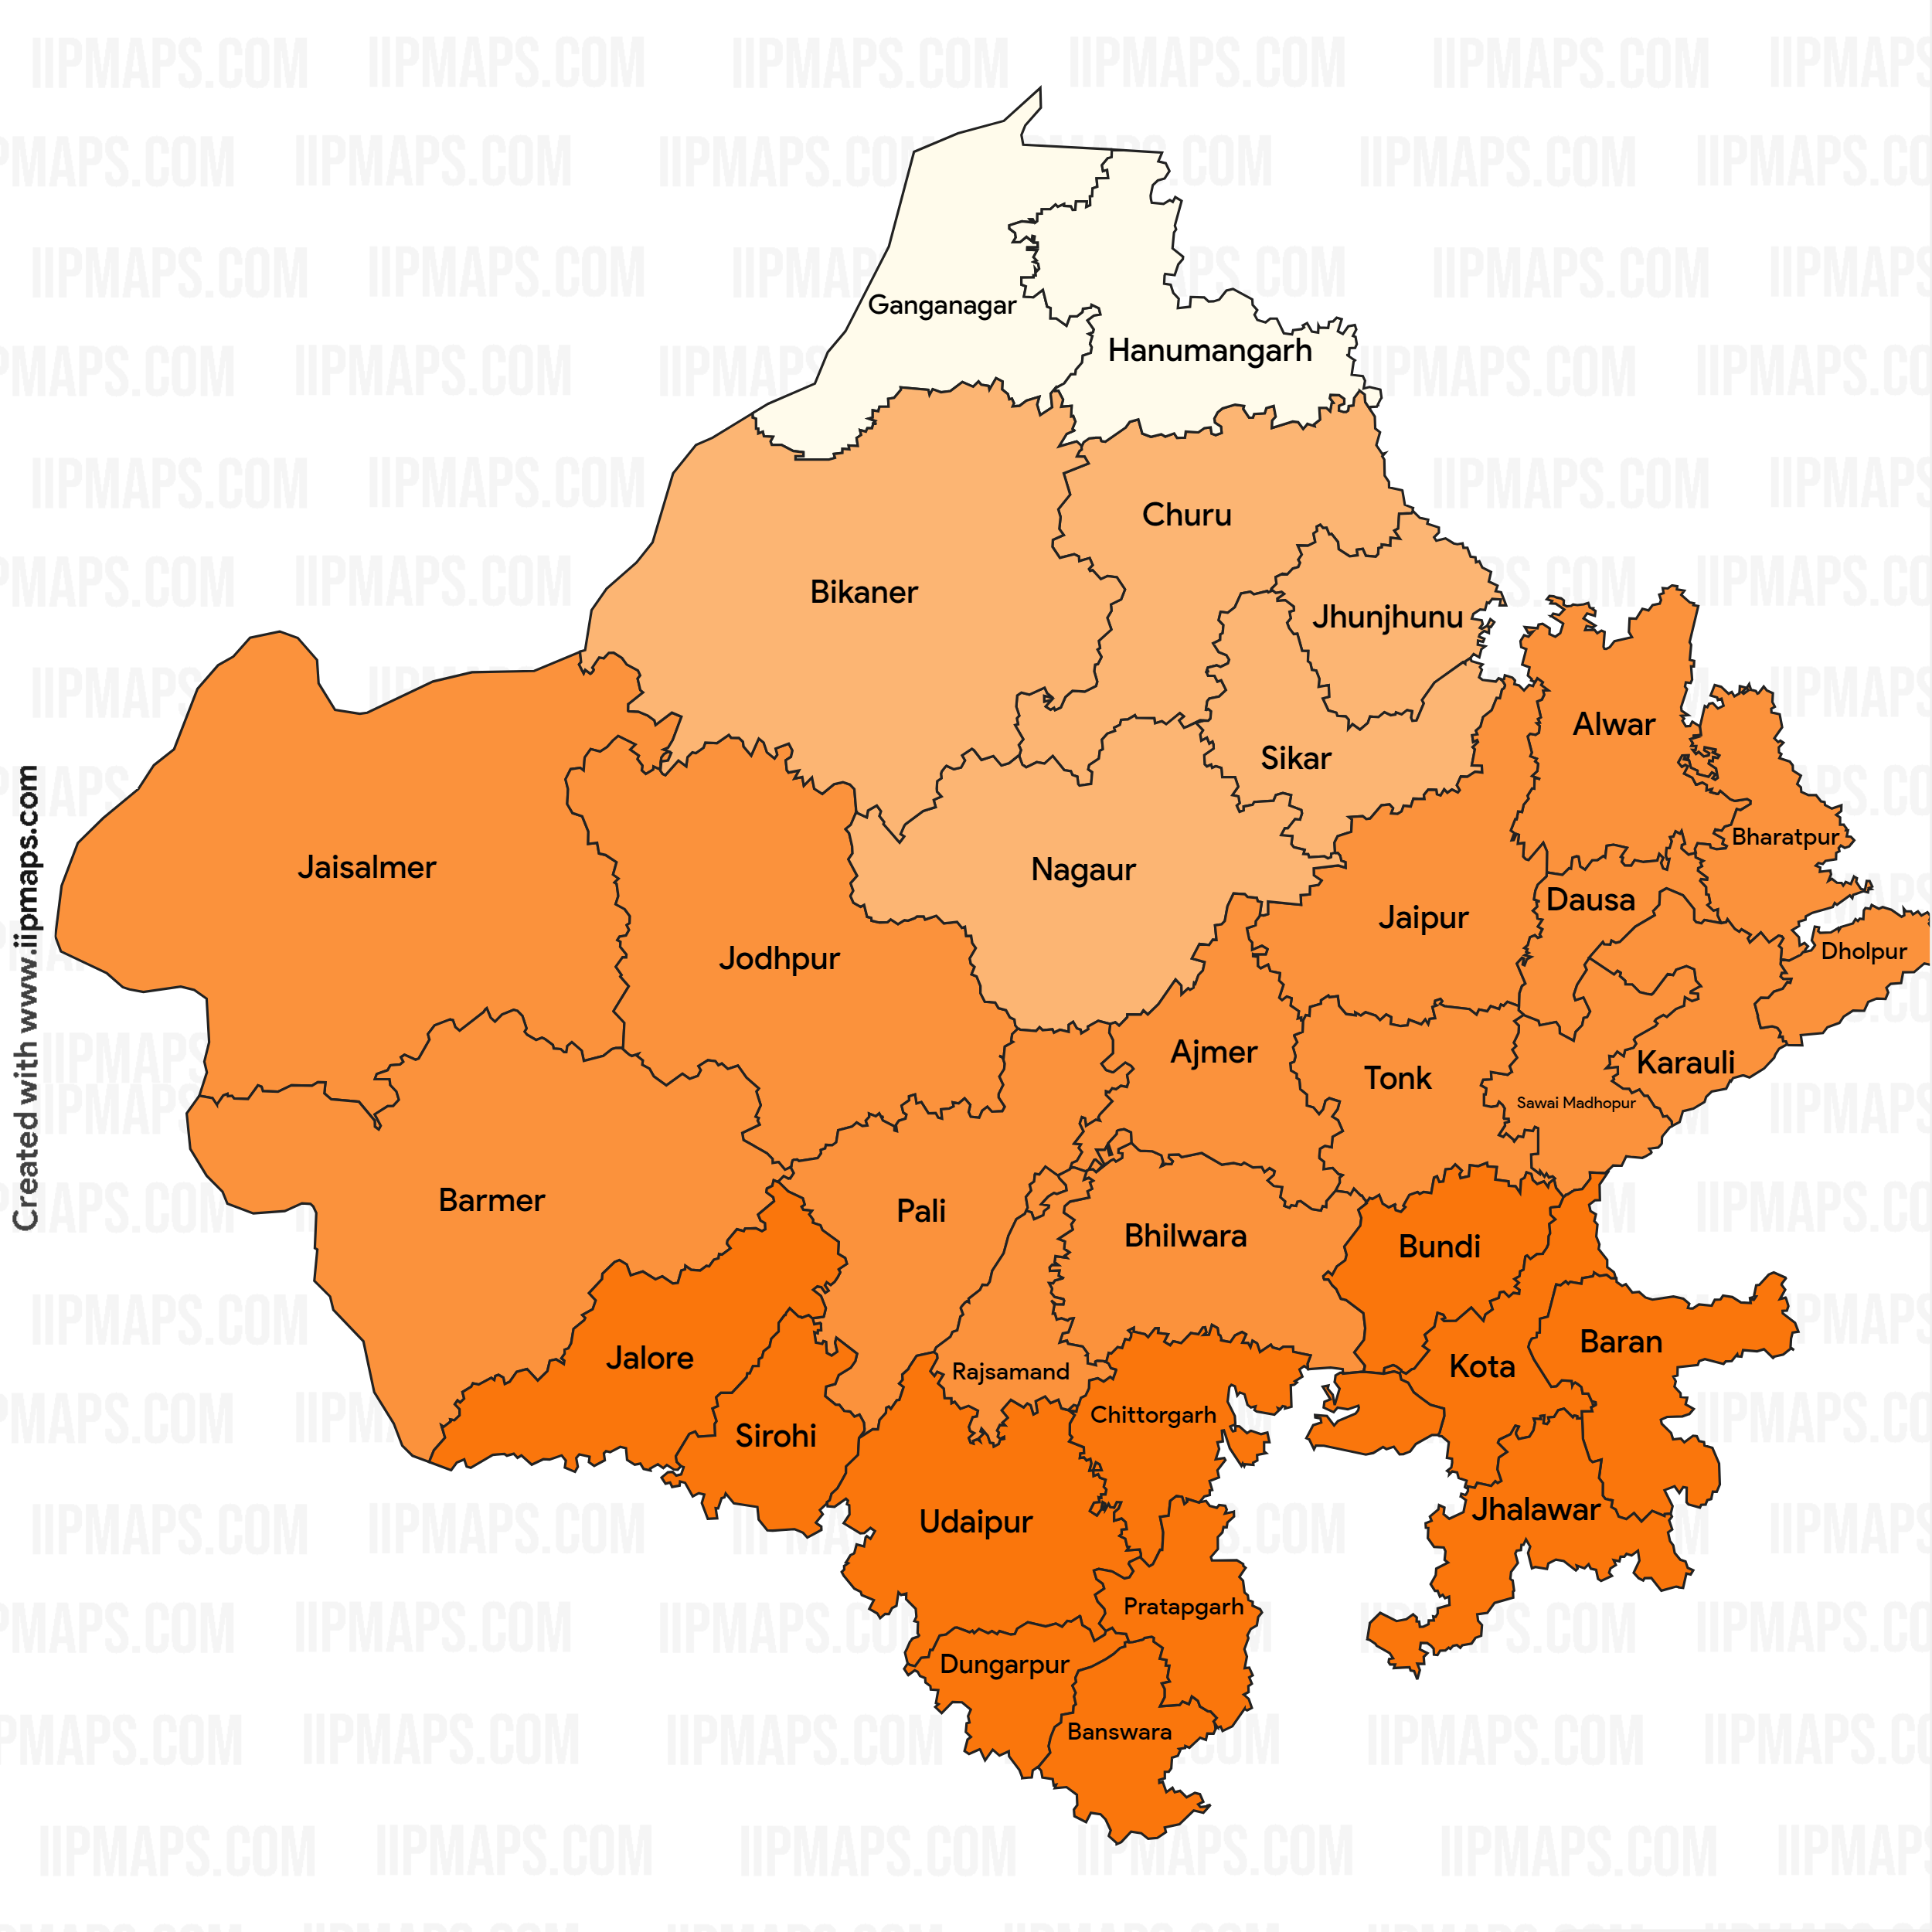 Ganganagar
Hanumangarh
Churu
Bikaner
Jhunjhunu
Alwar
Sikar
Bharatpur
Jaisalmer
Nagaur
Dausa
Jaipur
Dholpur
Jodhpur
Ajmer
Karauli
Tonk
Sawai Madhopur
Barmer
Pali
Bhilwara
Bundi
Baran
Jalore
Kota
Rajsamand
Chittorgarh
Sirohi
Jhalawar
Udaipur
Pratapgarh
Dungarpur
Banswara
Created with www.iipmaps.com
IIPMAPS.COM